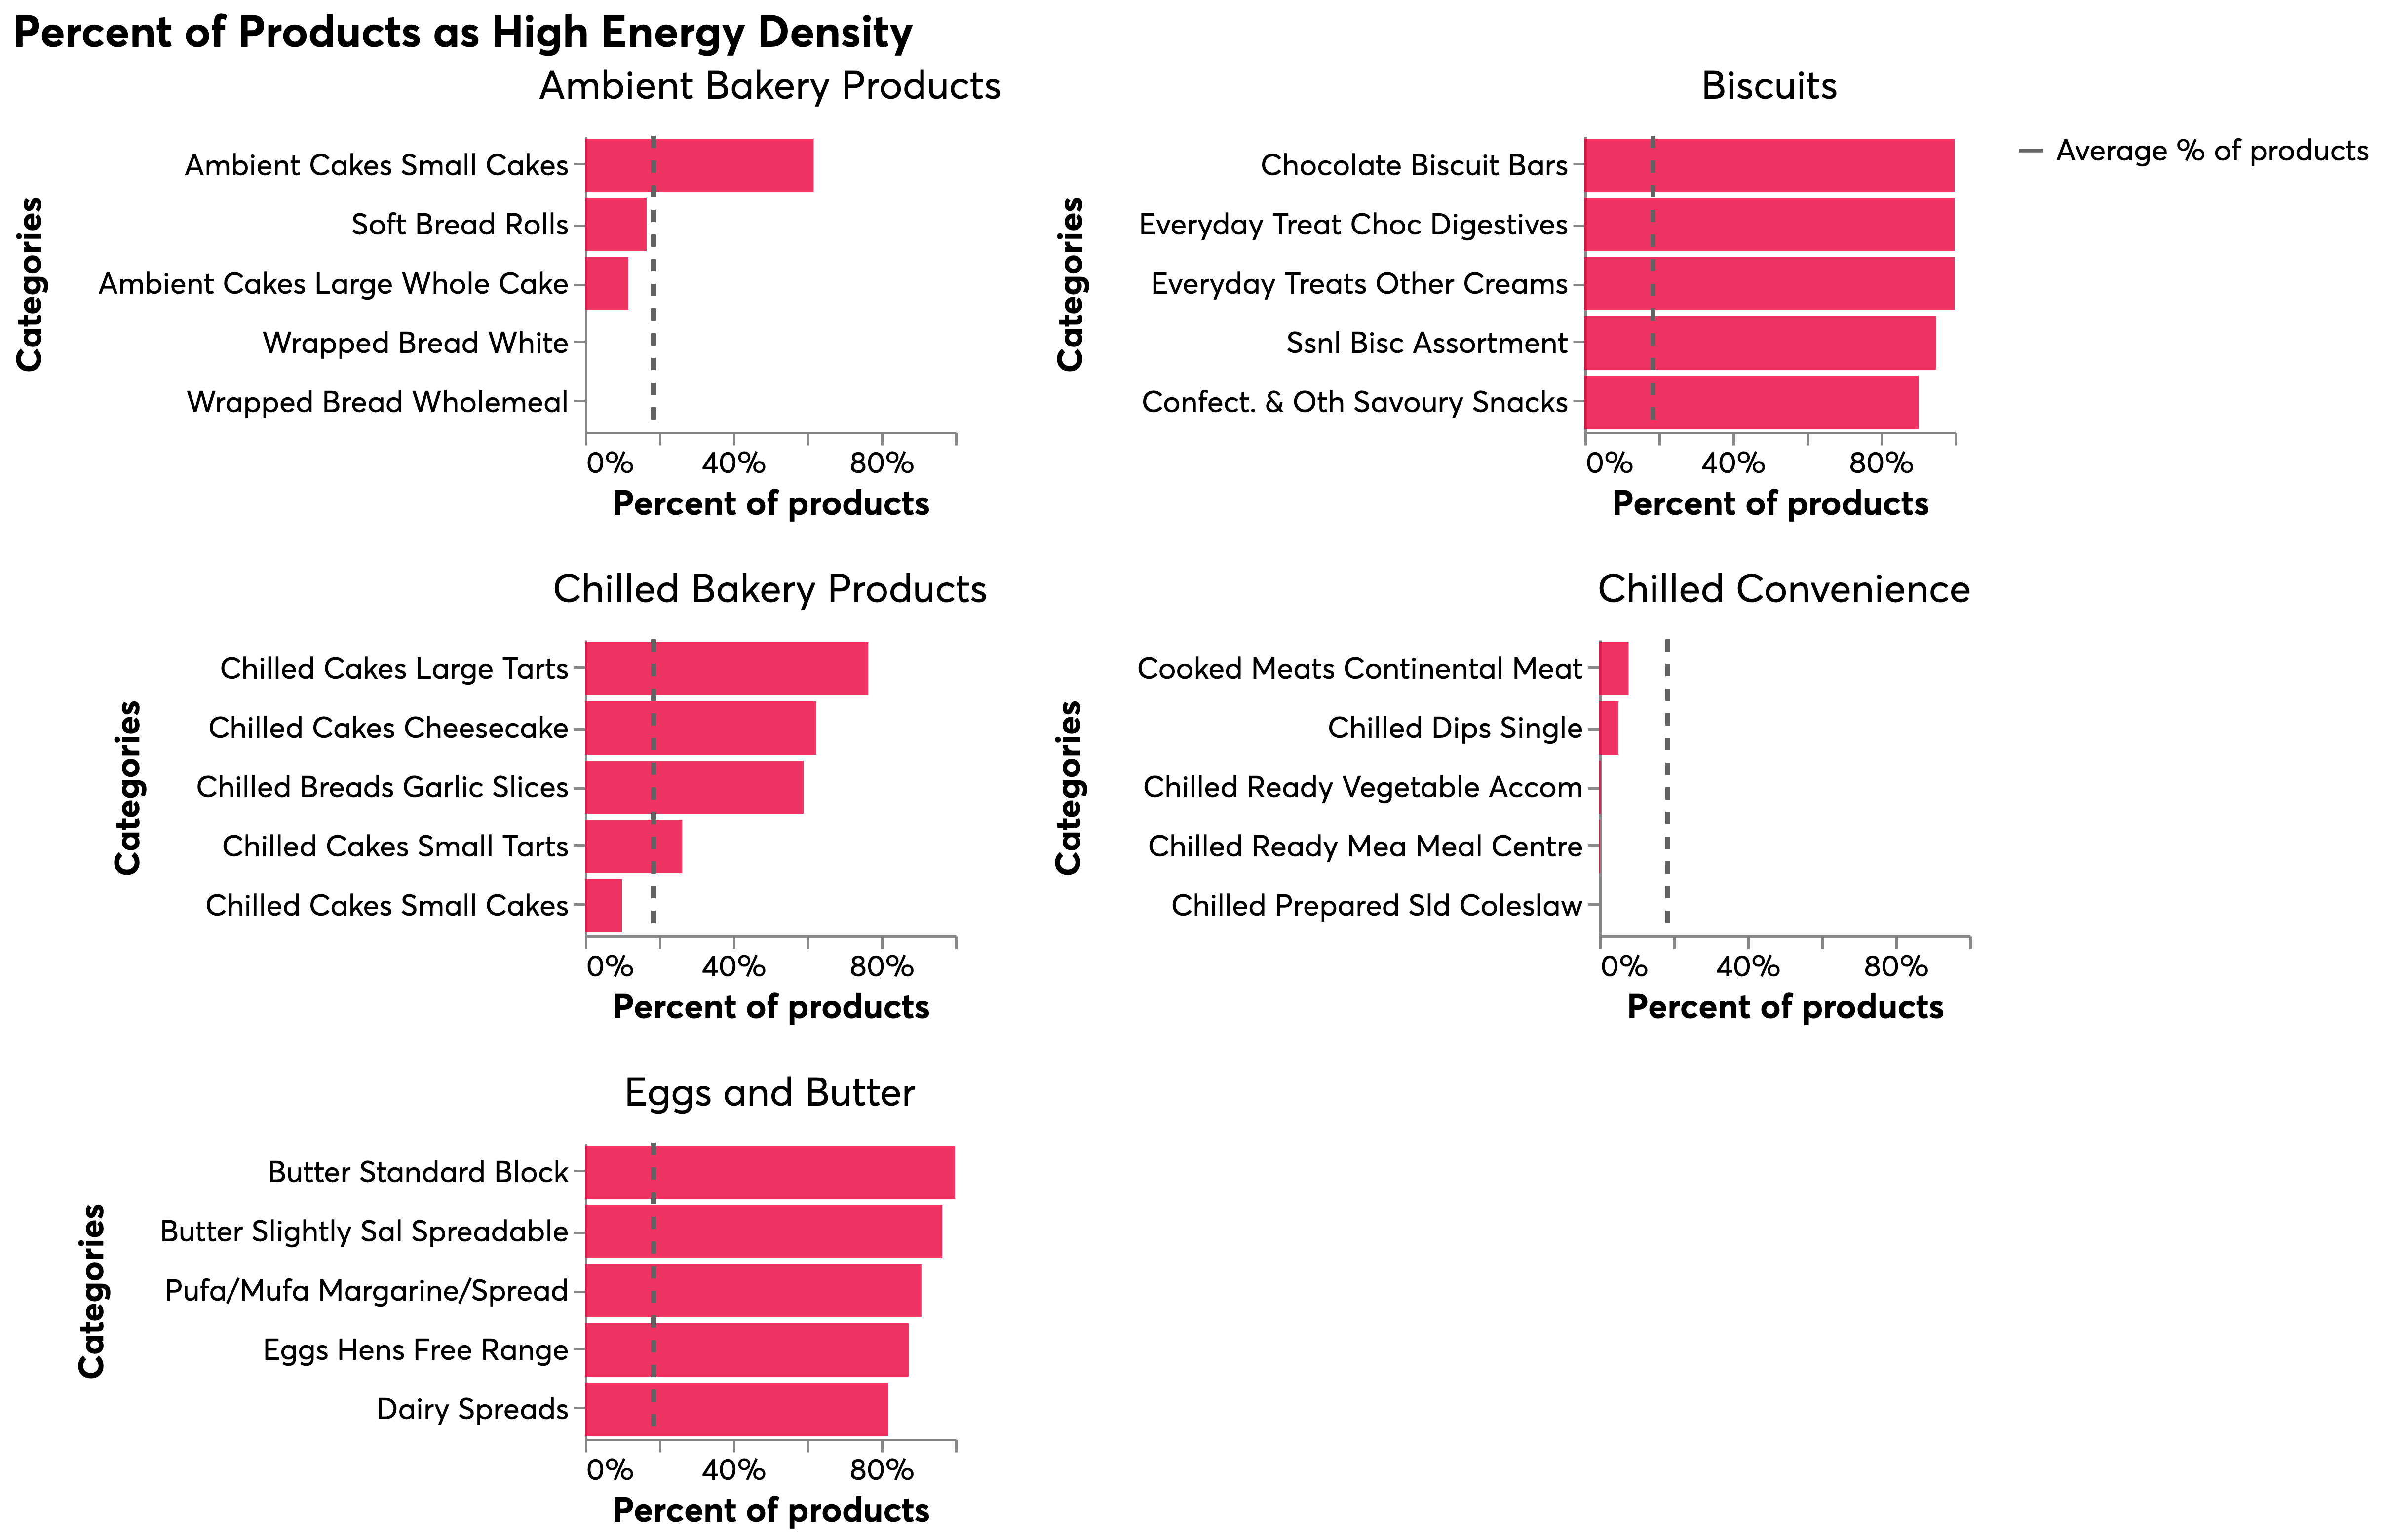 Percent of Products as High Energy Density
Ambient Bakery Products
Categories
Ambient Cakes Small Cakes
Soft Bread Rolls
Ambient Cakes Large Whole Cake
Wrapped Bread White
Wrapped Bread Wholemeal
0% 40% 80%
Percent of products
Biscuits
Categories
Chocolate Biscuit Bars
Everyday Treat Choc Digestives
Everyday Treats Other Creams
Ssnl Bisc Assortment
Confect. & Oth Savoury Snacks
0% 40% 80%
Percent of products
Average % of products
Chilled Bakery Products
Categories
Chilled Cakes Large Tarts
Chilled Cakes Cheesecake
Chilled Breads Garlic Slices
Chilled Cakes Small Tarts
Chilled Cakes Small Cakes
0% 40% 80%
Percent of products
Chilled Convenience
Categories
Cooked Meats Continental Meat
Chilled Dips Single
Chilled Ready Vegetable Accom
Chilled Ready Mea Meal Centre
Chilled Prepared Sld Coleslaw
0% 40% 80%
Percent of products
Eggs and Butter
Categories
Butter Standard Block
Butter Slightly Sal Spreadable
Pufa/Mufa Margarine/Spread
Eggs Hens Free Range
Dairy Spreads
0% 40% 80%
Percent of products